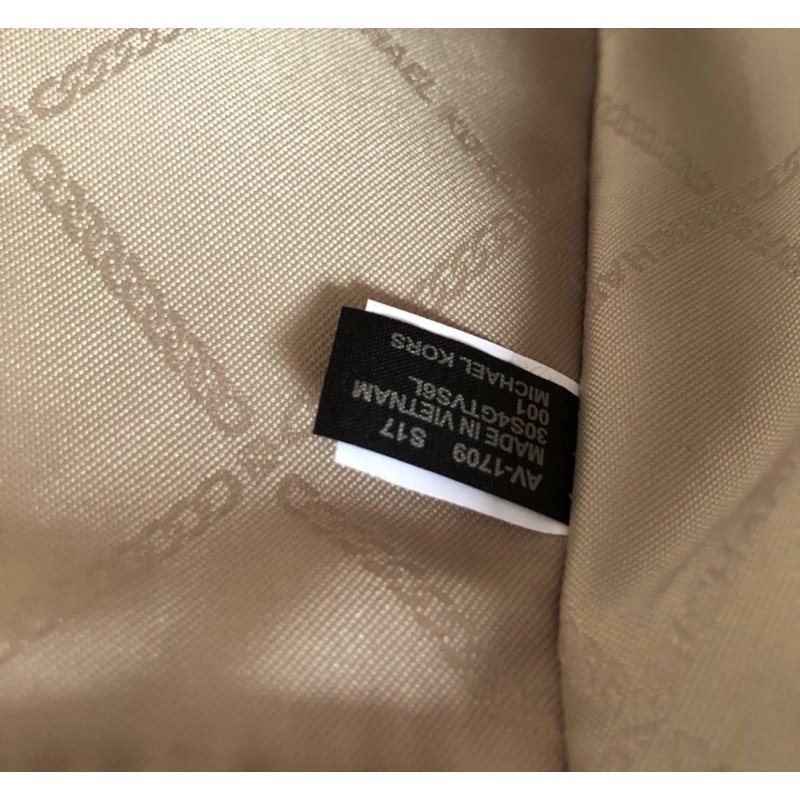 MICHAEL KORS
001
30S4GTVS6L
MADE IN VIETNAM
AV-1709 S17